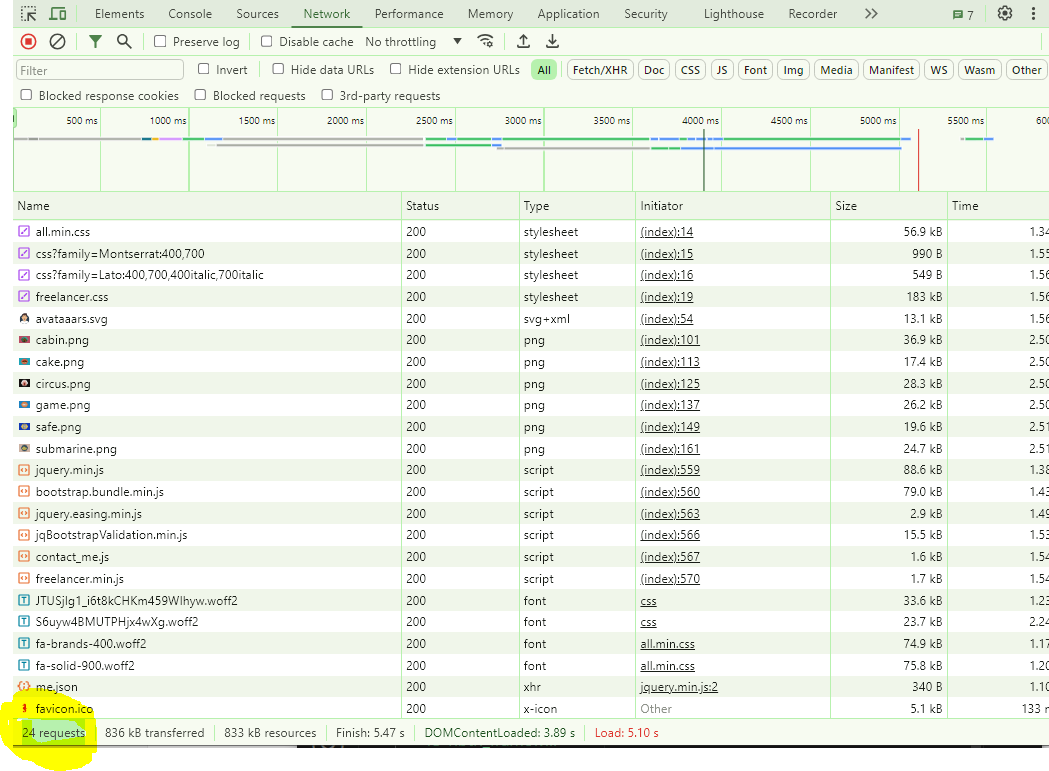 Elements Console Sources Network Performance Memory Application Security Lighthouse Recorder 7
Preserve log Disable cache No throttling
Filter Invert Hide data URLs Hide extension URLs All Fetch/XHR Doc CSS JS Font Img Media Manifest WS Wasm Other
Blocked response cookies Blocked requests 3rd-party requests
500 ms 1000 ms 1500 ms 2000 ms 2500 ms 3000 ms 3500 ms 4000 ms 4500 ms 5000 ms 5500 ms 600
Name Status Type Initiator Size Time
all.min.css 200 stylesheet (index):14 56.9 kB 1.34
css?family=Montserrat:400,700 200 stylesheet (index):15 990 B 1.55
css?family=Lato:400,700,400italic,700italic 200 stylesheet (index):16 549 B 1.56
freelancer.css 200 stylesheet (index):19 183 kB 1.56
avataaars.svg 200 svg+xml (index):54 13.1 kB 1.56
cabin.png 200 png (index):101 36.9 kB 2.50
cake.png 200 png (index):113 17.4 kB 2.50
circus.png 200 png (index):125 28.3 kB 2.50
game.png 200 png (index):137 26.2 kB 2.50
safe.png 200 png (index):149 19.6 kB 2.51
submarine.png 200 png (index):161 24.7 kB 2.51
jquery.min.js 200 script (index):559 88.6 kB 1.38
bootstrap.bundle.min.js 200 script (index):560 79.0 kB 1.43
jquery.easing.min.js 200 script (index):563 2.9 kB 1.49
jqBootstrapValidation.min.js 200 script (index):566 15.5 kB 1.53
contact_me.js 200 script (index):567 1.6 kB 1.54
freelancer.min.js 200 script (index):570 1.7 kB 1.54
JTUSjIg1_i6t8kCHKm459Wlhyw.woff2 200 font css 33.6 kB 1.23
S6uyw4BMUTPHjx4wXg.woff2 200 font css 23.7 kB 2.24
fa-brands-400.woff2 200 font all.min.css 74.9 kB 1.17
fa-solid-900.woff2 200 font all.min.css 75.8 kB 1.20
me.json 200 xhr jquery.min.js:2 340 B 1.10
favicon.ico 200 x-icon Other 5.1 kB 133 m
24 requests 836 kB transferred 833 kB resources Finish: 5.47 s DOMContentLoaded: 3.89 s Load: 5.10 s